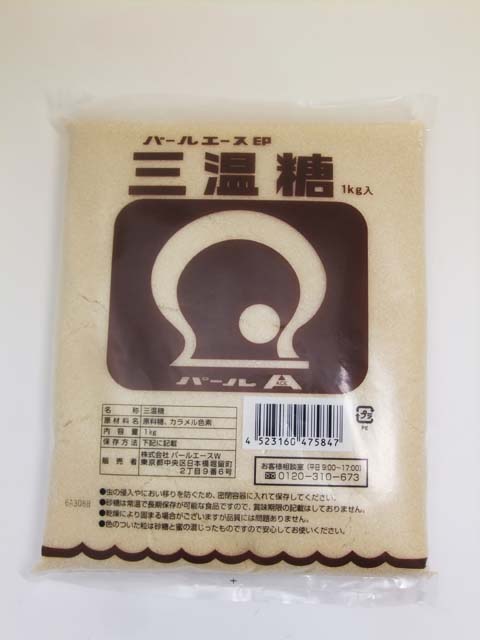 パールエース印
三温糖 1kg入
パール A
ACE
名称 三温糖
原材料名 原料糖、カラメル色素
内容量 1kg
保存方法 下記に記載
販売者 株式会社 パールエースW
東京都中央区日本橋堀留町
2丁目9番6号
4 523160 475847
プラ
PE
お客様相談室(平日9:00~17:00)
0120-310-673
●虫の侵入やにおい移りを防ぐため、密閉容器に入れて保存してください。
●砂糖は常温で長期保存が可能な食品ですので、賞味期限の記載はしておりません。
●乾燥により固まる場合がございますが品質には問題ありません。
●色のついた粒は砂糖と蜜の混じったものですので安心してお使いください。